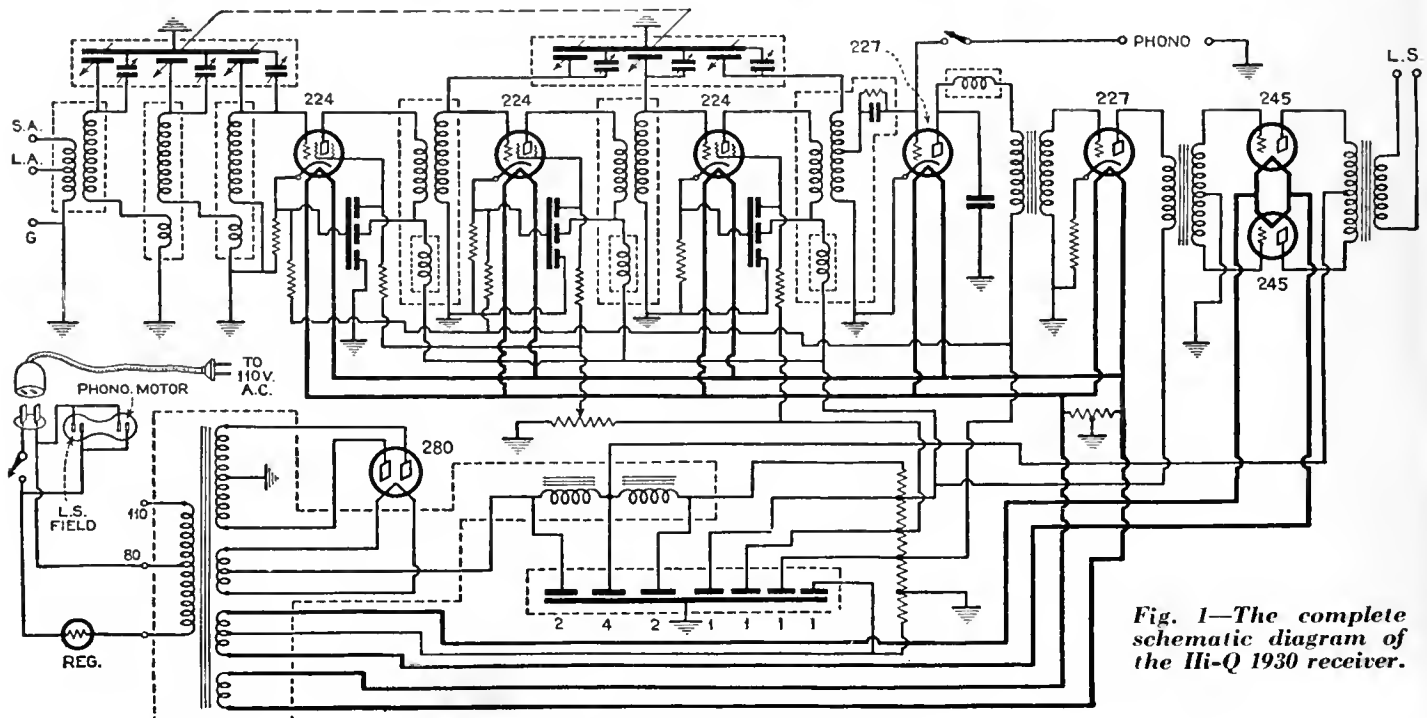 227
PHONO
L.S.
S.A.
L.A.
G
224
224
224
227
245
245
TO
110 V.
A.C.
PHONO. MOTOR
L.S.
FIELD
110
80
REG.
280
2 4 2 1 1 1 1
Fig. 1—The complete
schematic diagram of
the Hi-Q 1930 receiver.